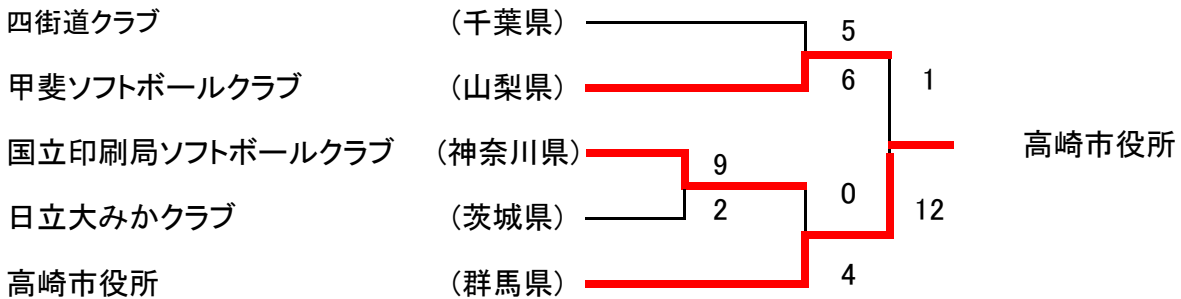 四街道クラブ （千葉県） 5
甲斐ソフトボールクラブ （山梨県） 6 1
国立印刷局ソフトボールクラブ （神奈川県） 9 高崎市役所
日立大みかクラブ （茨城県） 2 0 12
高崎市役所 （群馬県） 4